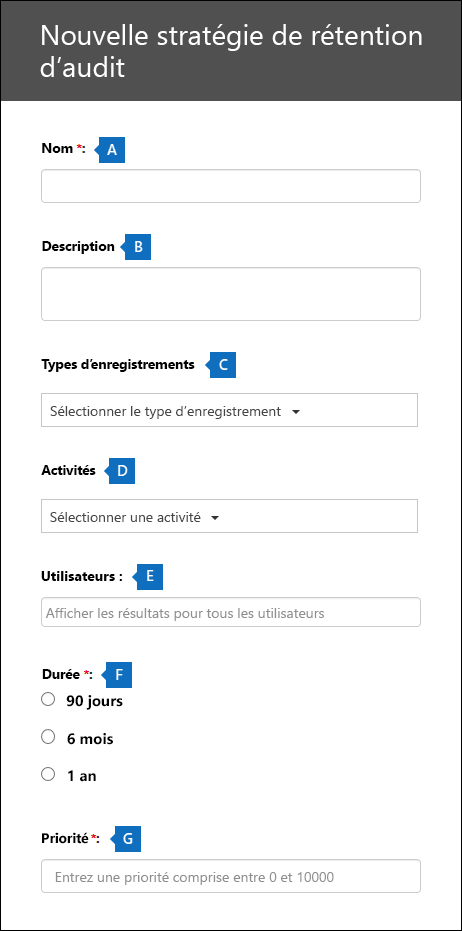 Nouvelle stratégie de rétention
d’audit
Nom *: A
Description B
Types d’enregistrements C
Sélectionner le type d’enregistrement
Activités D
Sélectionner une activité
Utilisateurs : E
Afficher les résultats pour tous les utilisateurs
Durée *: F
90 jours
6 mois
1 an
Priorité *: G
Entrez une priorité comprise entre 0 et 10000